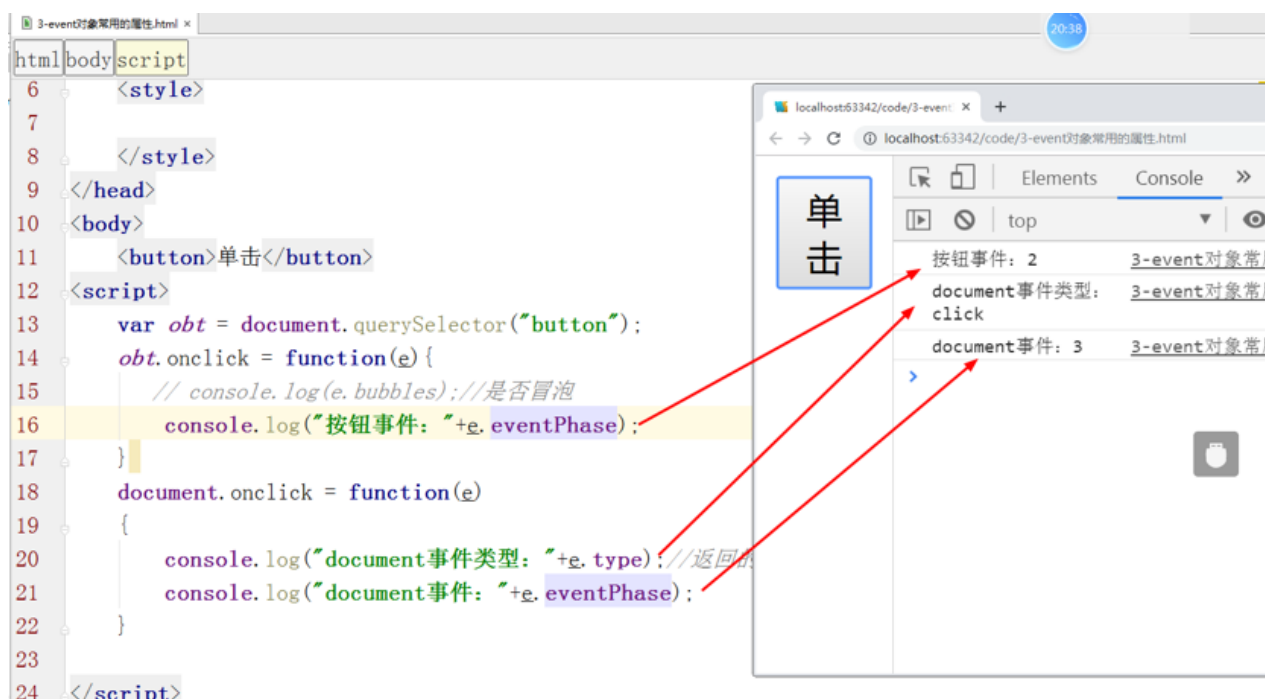 3-event对象常用的属性.html ×
20:38
html body script
6 <style>
7
8 </style>
9 </head>
10 <body>
11 <button>单击</button>
12 <script>
13 var obt = document.querySelector("button");
14 obt.onclick = function(e){
15 // console.log(e.bubbles);//是否冒泡
16 console.log("按钮事件："+e.eventPhase);
17 }
18 document.onclick = function(e)
19 {
20 console.log("document事件类型："+e.type);//返回的
21 console.log("document事件："+e.eventPhase);
22 }
23
24 </script>
localhost:63342/code/3-event × +
localhost:63342/code/3-event对象常用的属性.html
单
击
Elements Console »
top
按钮事件：2 3-event对象常
document事件类型： 3-event对象常
click
document事件：3 3-event对象常